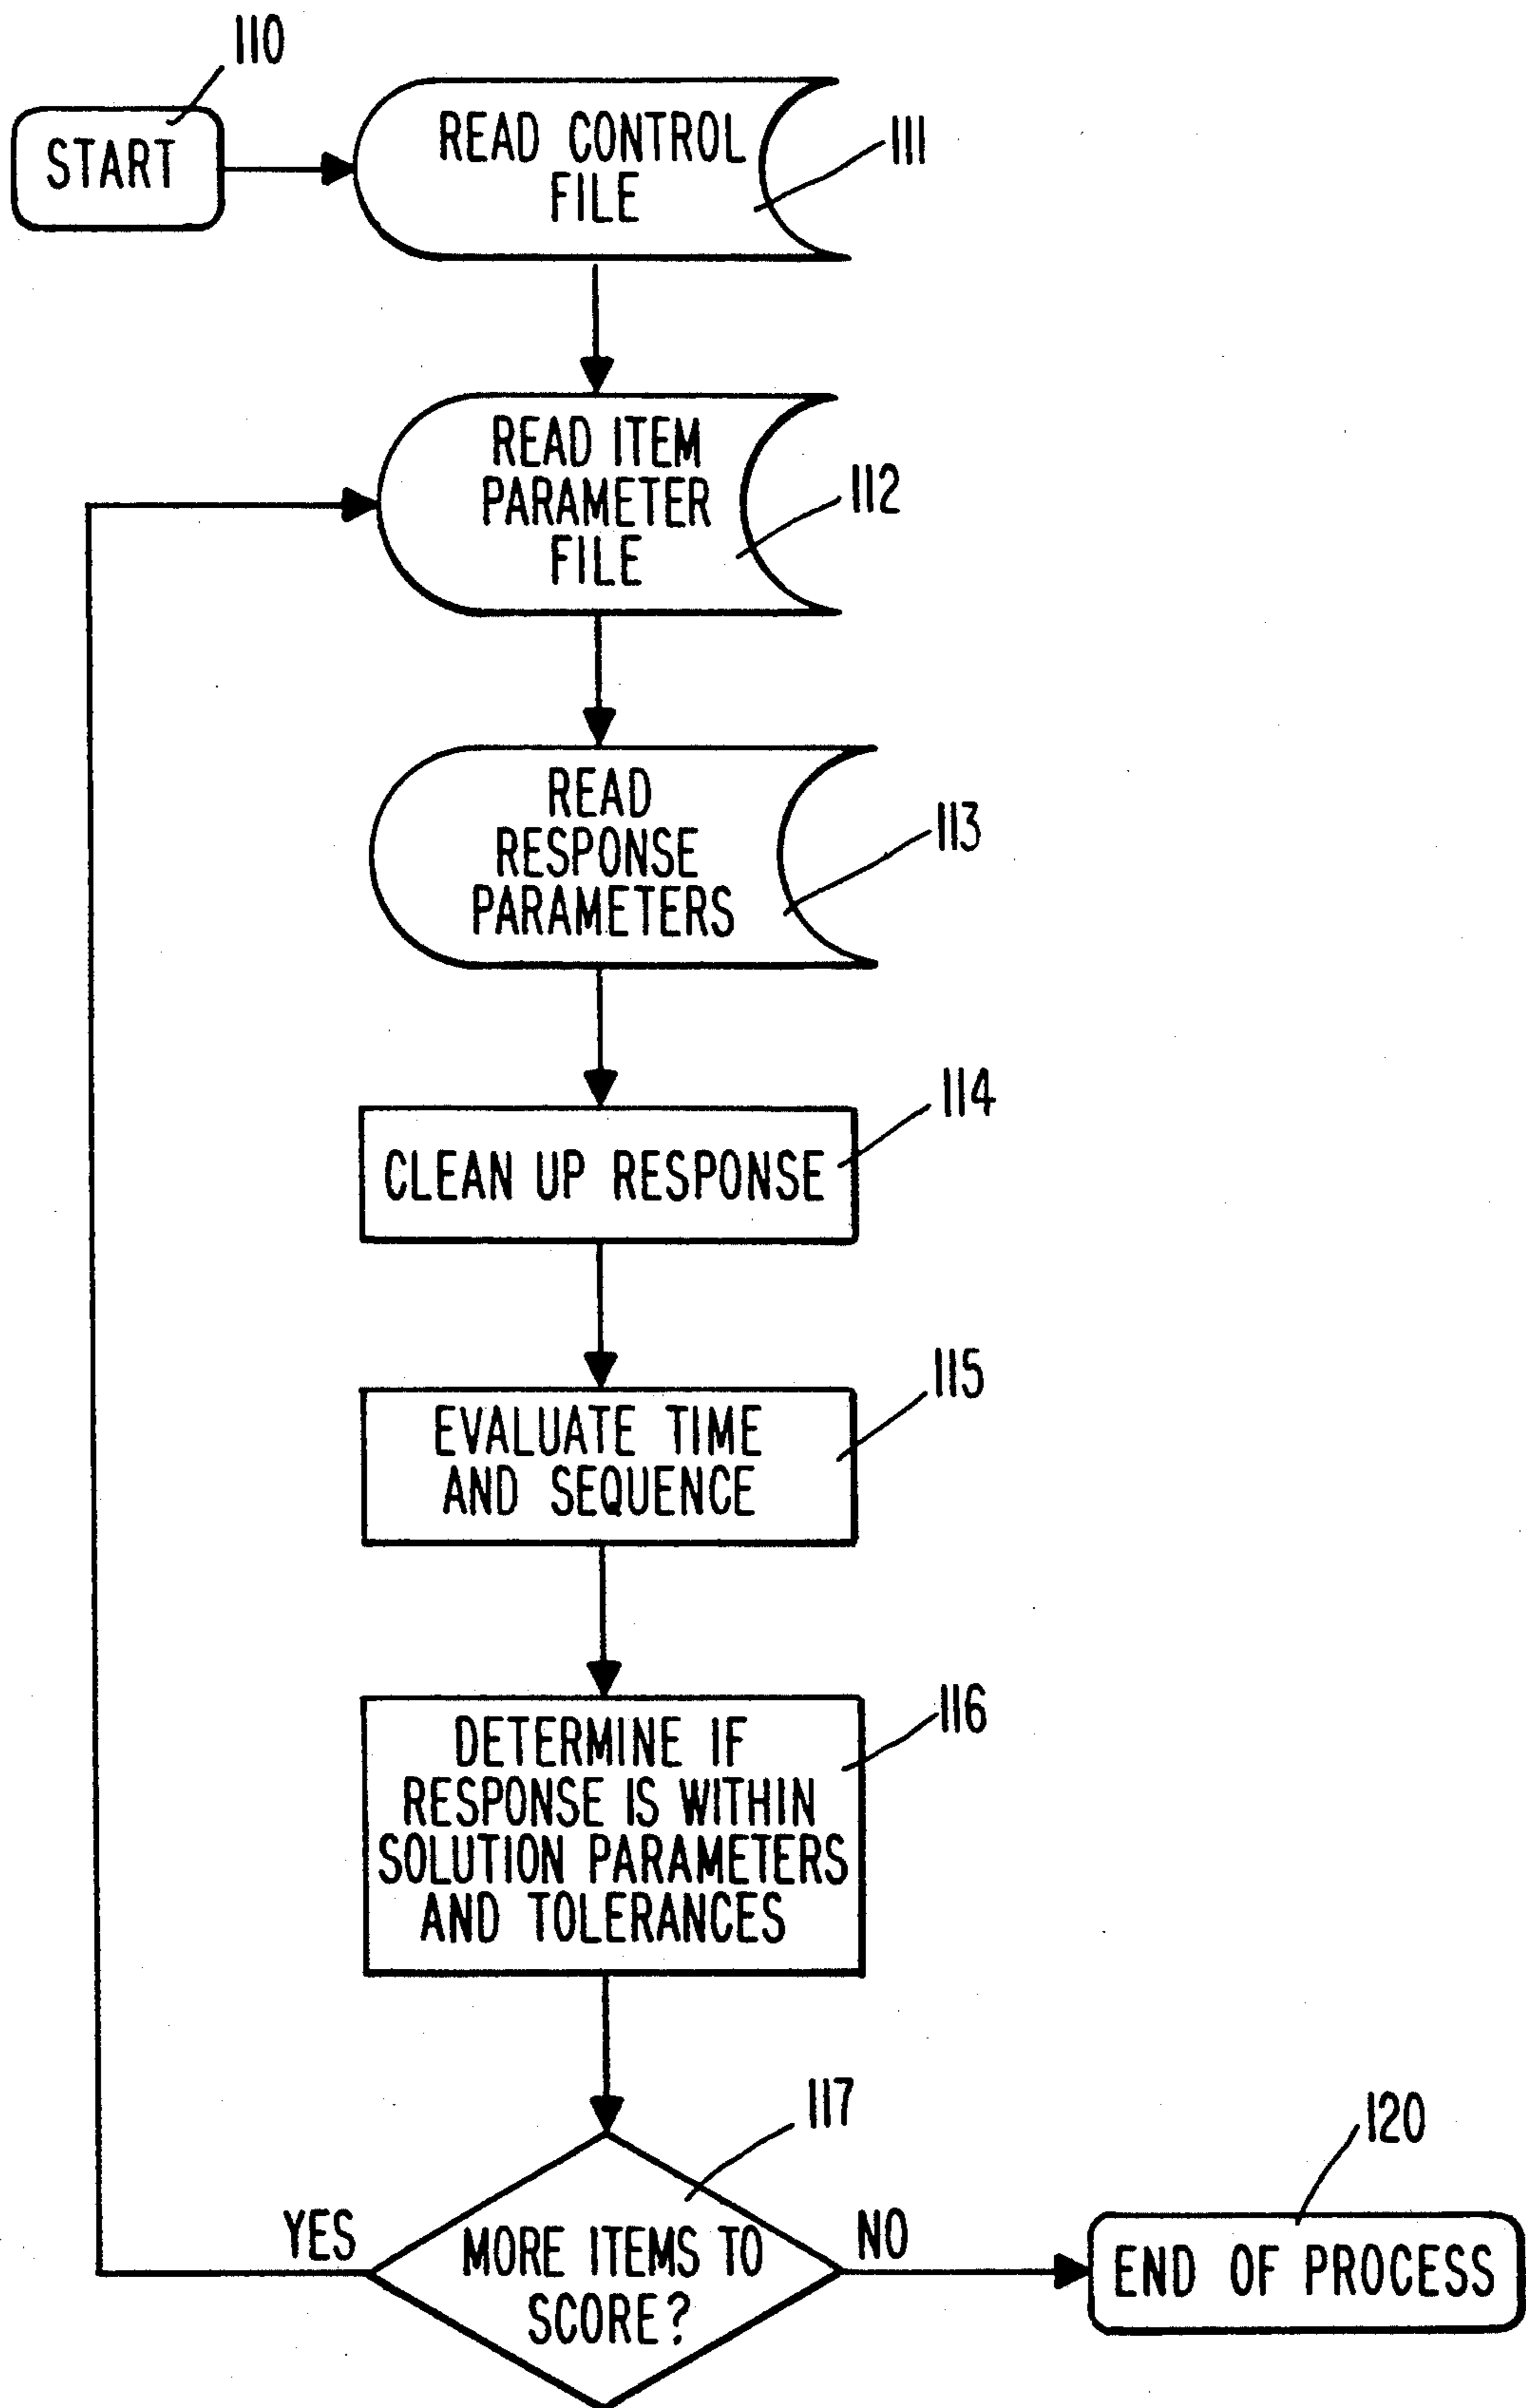 110
START
READ CONTROL
FILE
111
READ ITEM
PARAMETER
FILE
112
READ
RESPONSE
PARAMETERS
113
CLEAN UP RESPONSE
114
EVALUATE TIME
AND SEQUENCE
115
DETERMINE IF
RESPONSE IS WITHIN
SOLUTION PARAMETERS
AND TOLERANCES
116
117
YES
MORE ITEMS TO
SCORE?
NO
120
END OF PROCESS